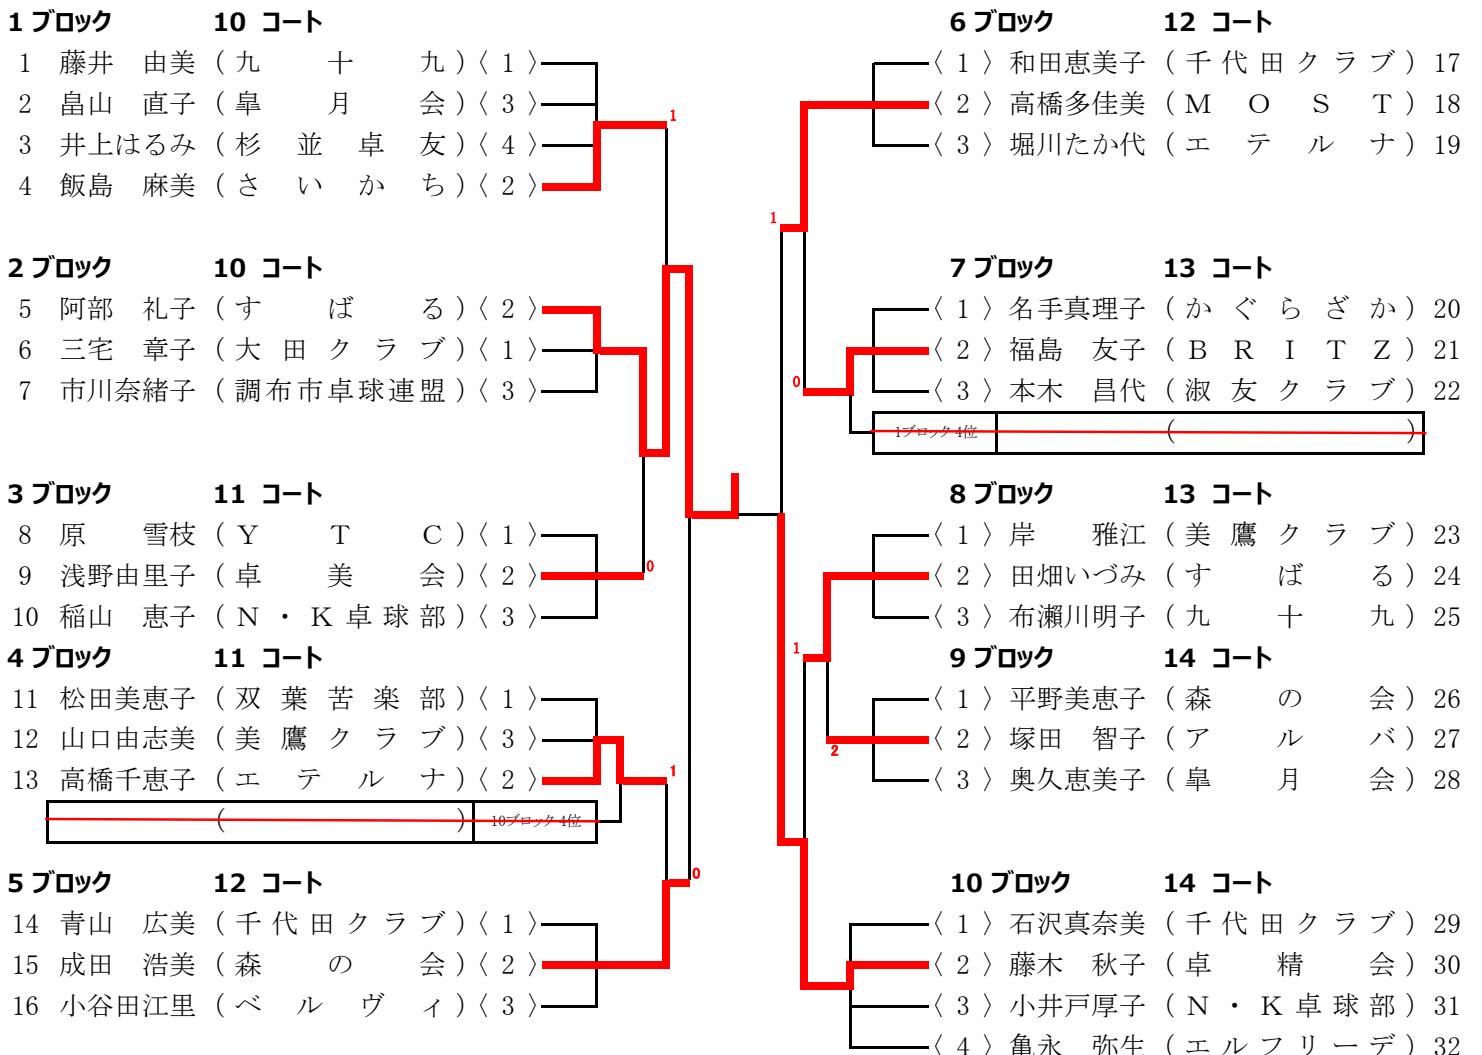 1 ブロック 10 コート
1 藤井 由美 ( 九 十 九 ) 〈 1 〉
2 畠山 直子 ( 皐 月 会 ) 〈 3 〉
1
3 井上はるみ ( 杉 並 卓 友 ) 〈 4 〉
4 飯島 麻美 ( さ い か ち ) 〈 2 〉
2 ブロック 10 コート
5 阿部 礼子 ( す ば る ) 〈 2 〉
6 三宅 章子 ( 大 田 ク ラ ブ ) 〈 1 〉
7 市川奈緒子 ( 調布市卓球連盟 ) 〈 3 〉
3 ブロック 11 コート
8 原 雪枝 ( Y T C ) 〈 1 〉
9 浅野由里子 ( 卓 美 会 ) 〈 2 〉
0
10 稲山 恵子 ( N ・ K 卓 球 部 ) 〈 3 〉
4 ブロック 11 コート
11 松田美恵子 ( 双 葉 苦 楽 部 ) 〈 1 〉
12 山口由志美 ( 美 鷹 ク ラ ブ ) 〈 3 〉
13 高橋千恵子 ( エ テ ル ナ ) 〈 2 〉
1
( ) 10ブロック4位
5 ブロック 12 コート
0
14 青山 広美 ( 千 代 田 ク ラ ブ ) 〈 1 〉
15 成田 浩美 ( 森 の 会 ) 〈 2 〉
16 小谷田江里 ( ベ ル ヴ ィ ) 〈 3 〉
6 ブロック 12 コート
〈 1 〉 和田恵美子 ( 千 代 田 ク ラ ブ ) 17
〈 2 〉 高橋多佳美 ( M O S T ) 18
〈 3 〉 堀川たか代 ( エ テ ル ナ ) 19
1
7 ブロック 13 コート
〈 1 〉 名手真理子 ( か ぐ ら ざ か ) 20
〈 2 〉 福島 友子 ( B R I T Z ) 21
0
〈 3 〉 本木 昌代 ( 淑 友 ク ラ ブ ) 22
1ブロック4位 ( )
8 ブロック 13 コート
〈 1 〉 岸 雅江 ( 美 鷹 ク ラ ブ ) 23
〈 2 〉 田畑いづみ ( す ば る ) 24
〈 3 〉 布瀬川明子 ( 九 十 九 ) 25
1
9 ブロック 14 コート
〈 1 〉 平野美恵子 ( 森 の 会 ) 26
〈 2 〉 塚田 智子 ( ア ル バ ) 27
2
〈 3 〉 奥久恵美子 ( 皐 月 会 ) 28
10 ブロック 14 コート
〈 1 〉 石沢真奈美 ( 千 代 田 ク ラ ブ ) 29
〈 2 〉 藤木 秋子 ( 卓 精 会 ) 30
〈 3 〉 小井戸厚子 ( N ・ K 卓 球 部 ) 31
〈 4 〉 亀永 弥生 ( エ ル フ リ ー デ ) 32